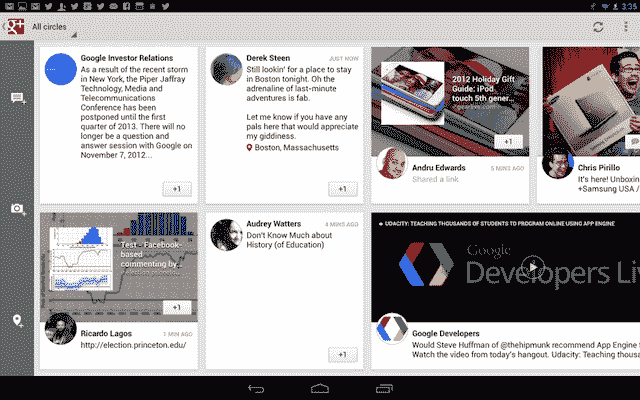 3:35
g+
All circles
Google Investor Relations
As a result of the recent storm
in New York, the Piper Jaffray
Technology, Media and
Telecommunications
Conference has been
postponed until the first
quarter of 2013. There will no
longer be a question and
answer session with Google on
November 7, 2012...
+1
Derek Steen
JUST NOW
Still lookin' for a place to stay
in Boston tonight. Oh the
adrenaline of last-minute
adventures is fab.
Let me know if you have any
pals here that would appreciate
my giddiness.
Boston, Massachusetts
+1
2012 Holiday Gift
Guide: iPod
touch 5th gener...
+1
Andru Edwards
5 MINS AGO
Shared a link
Chris Pirillo
It's here! Unboxin
+Samsung USA /
Test - Facebook-
based
commenting by...
election.princeton...
+1
Ricardo Lagos
1 MIN AGO
http://election.princeton.edu/
Audrey Watters
4 MINS AGO
Don't Know Much about
History (of Education)
+1
UDACITY: TEACHING THOUSANDS OF STUDENTS TO PROGRAM ONLINE USING APP ENGINE
Google
Developers Liv
Google Developers
Would Steve Huffman of @thehipmunk recommend App Engine
Watch the video from today's hangout. Udacity: Teaching thousan